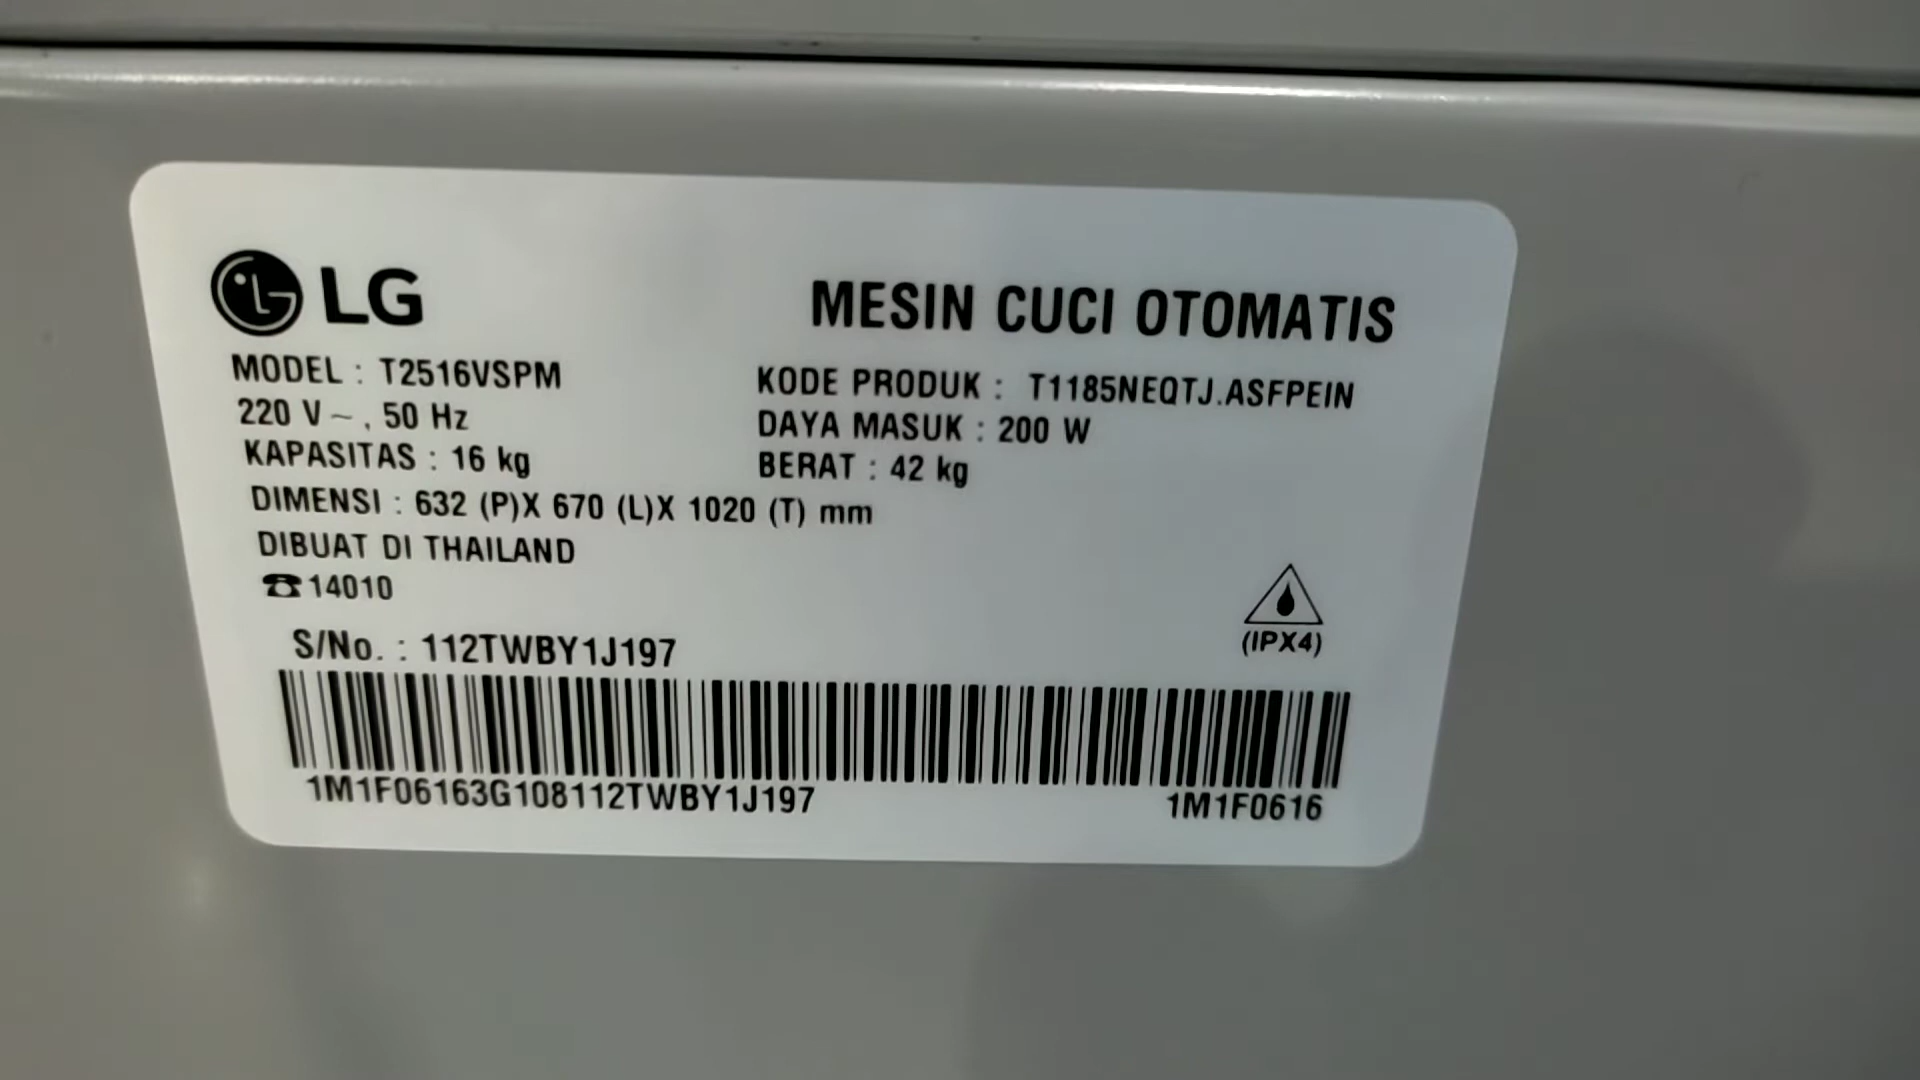 LG
MESIN CUCI OTOMATIS
MODEL : T2516VSPM
KODE PRODUK : T1185NEQTJ.ASFPEIN
220 V ~ , 50 Hz
DAYA MASUK : 200 W
KAPASITAS : 16 kg
BERAT : 42 kg
DIMENSI : 632 (P)X 670 (L)X 1020 (T) mm
DIBUAT DI THAILAND
☎14010
(IPX4)
S/No. : 112TWBY1J197
1M1F06163G108112TWBY1J197
1M1F0616